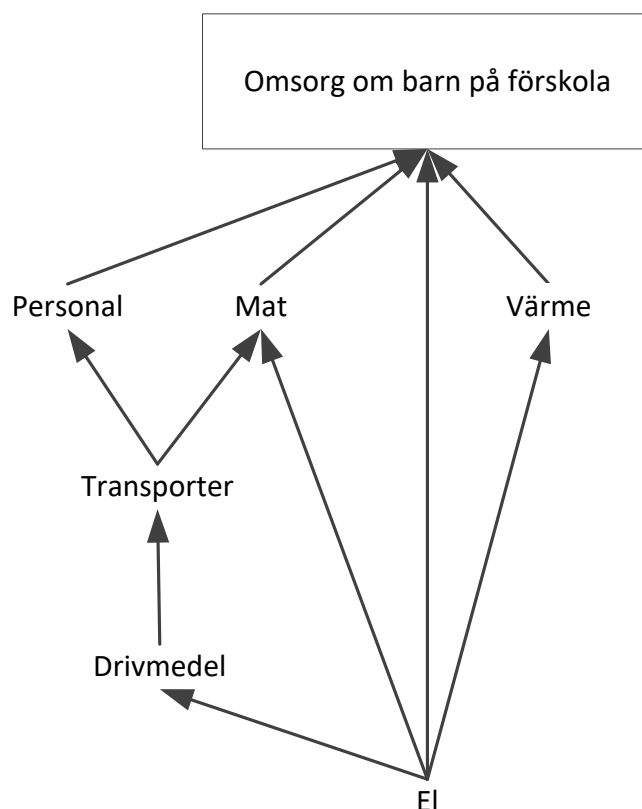 Omsorg om barn på förskola
Personal
Mat
Värme
Transporter
Drivmedel
El